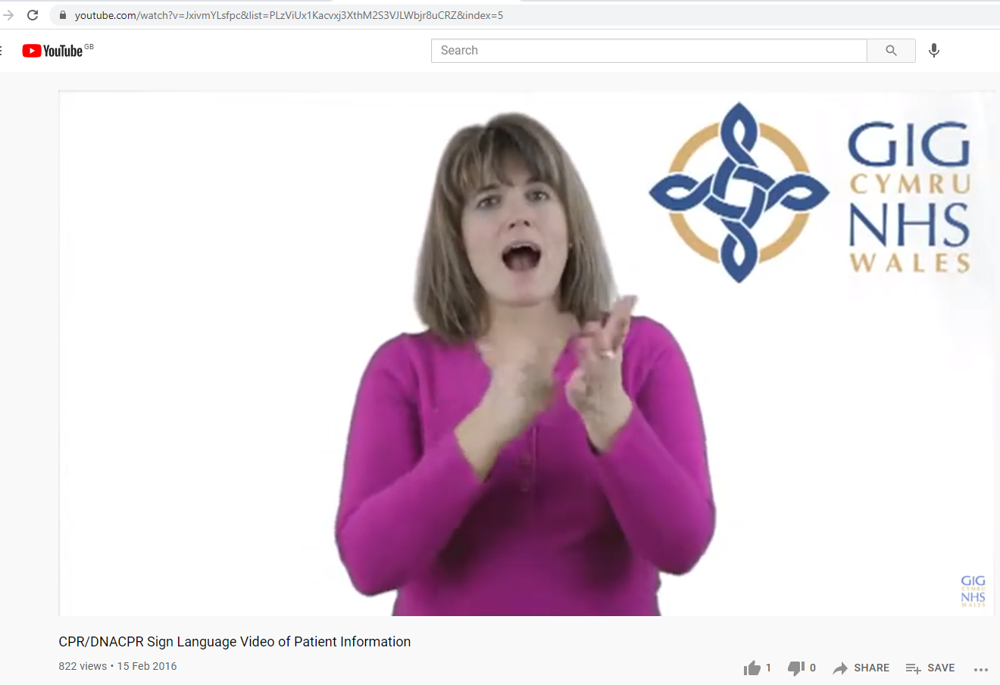 youtube.com/watch?v=JxivmYLsfpc&list=PLzViUx1Kacvxj3XthM2S3VJLWbjr8uCRZ&index=5
YouTube GB
Search
GIG
CYMRU
NHS
WALES
GIG
CYMRU
NHS
WALES
CPR/DNACPR Sign Language Video of Patient Information
822 views • 15 Feb 2016
1
0
SHARE
SAVE